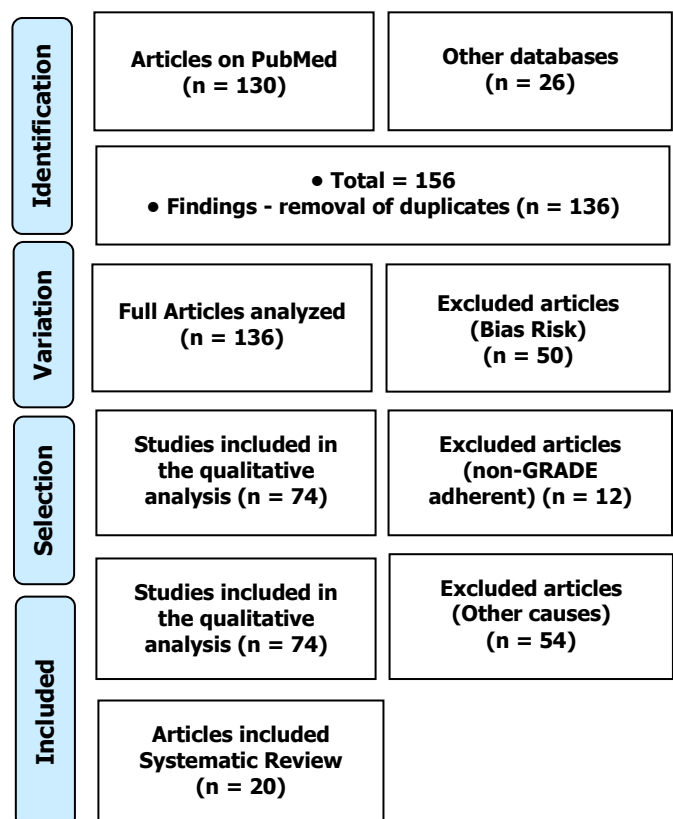 Identification
Articles on PubMed
(n = 130)
Other databases
(n = 26)
• Total = 156
• Findings - removal of duplicates (n = 136)
Variation
Full Articles analyzed
(n = 136)
Excluded articles
(Bias Risk)
(n = 50)
Selection
Studies included in
the qualitative
analysis (n = 74)
Excluded articles
(non-GRADE
adherent) (n = 12)
Included
Studies included in
the qualitative
analysis (n = 74)
Excluded articles
(Other causes)
(n = 54)
Articles included
Systematic Review
(n = 20)